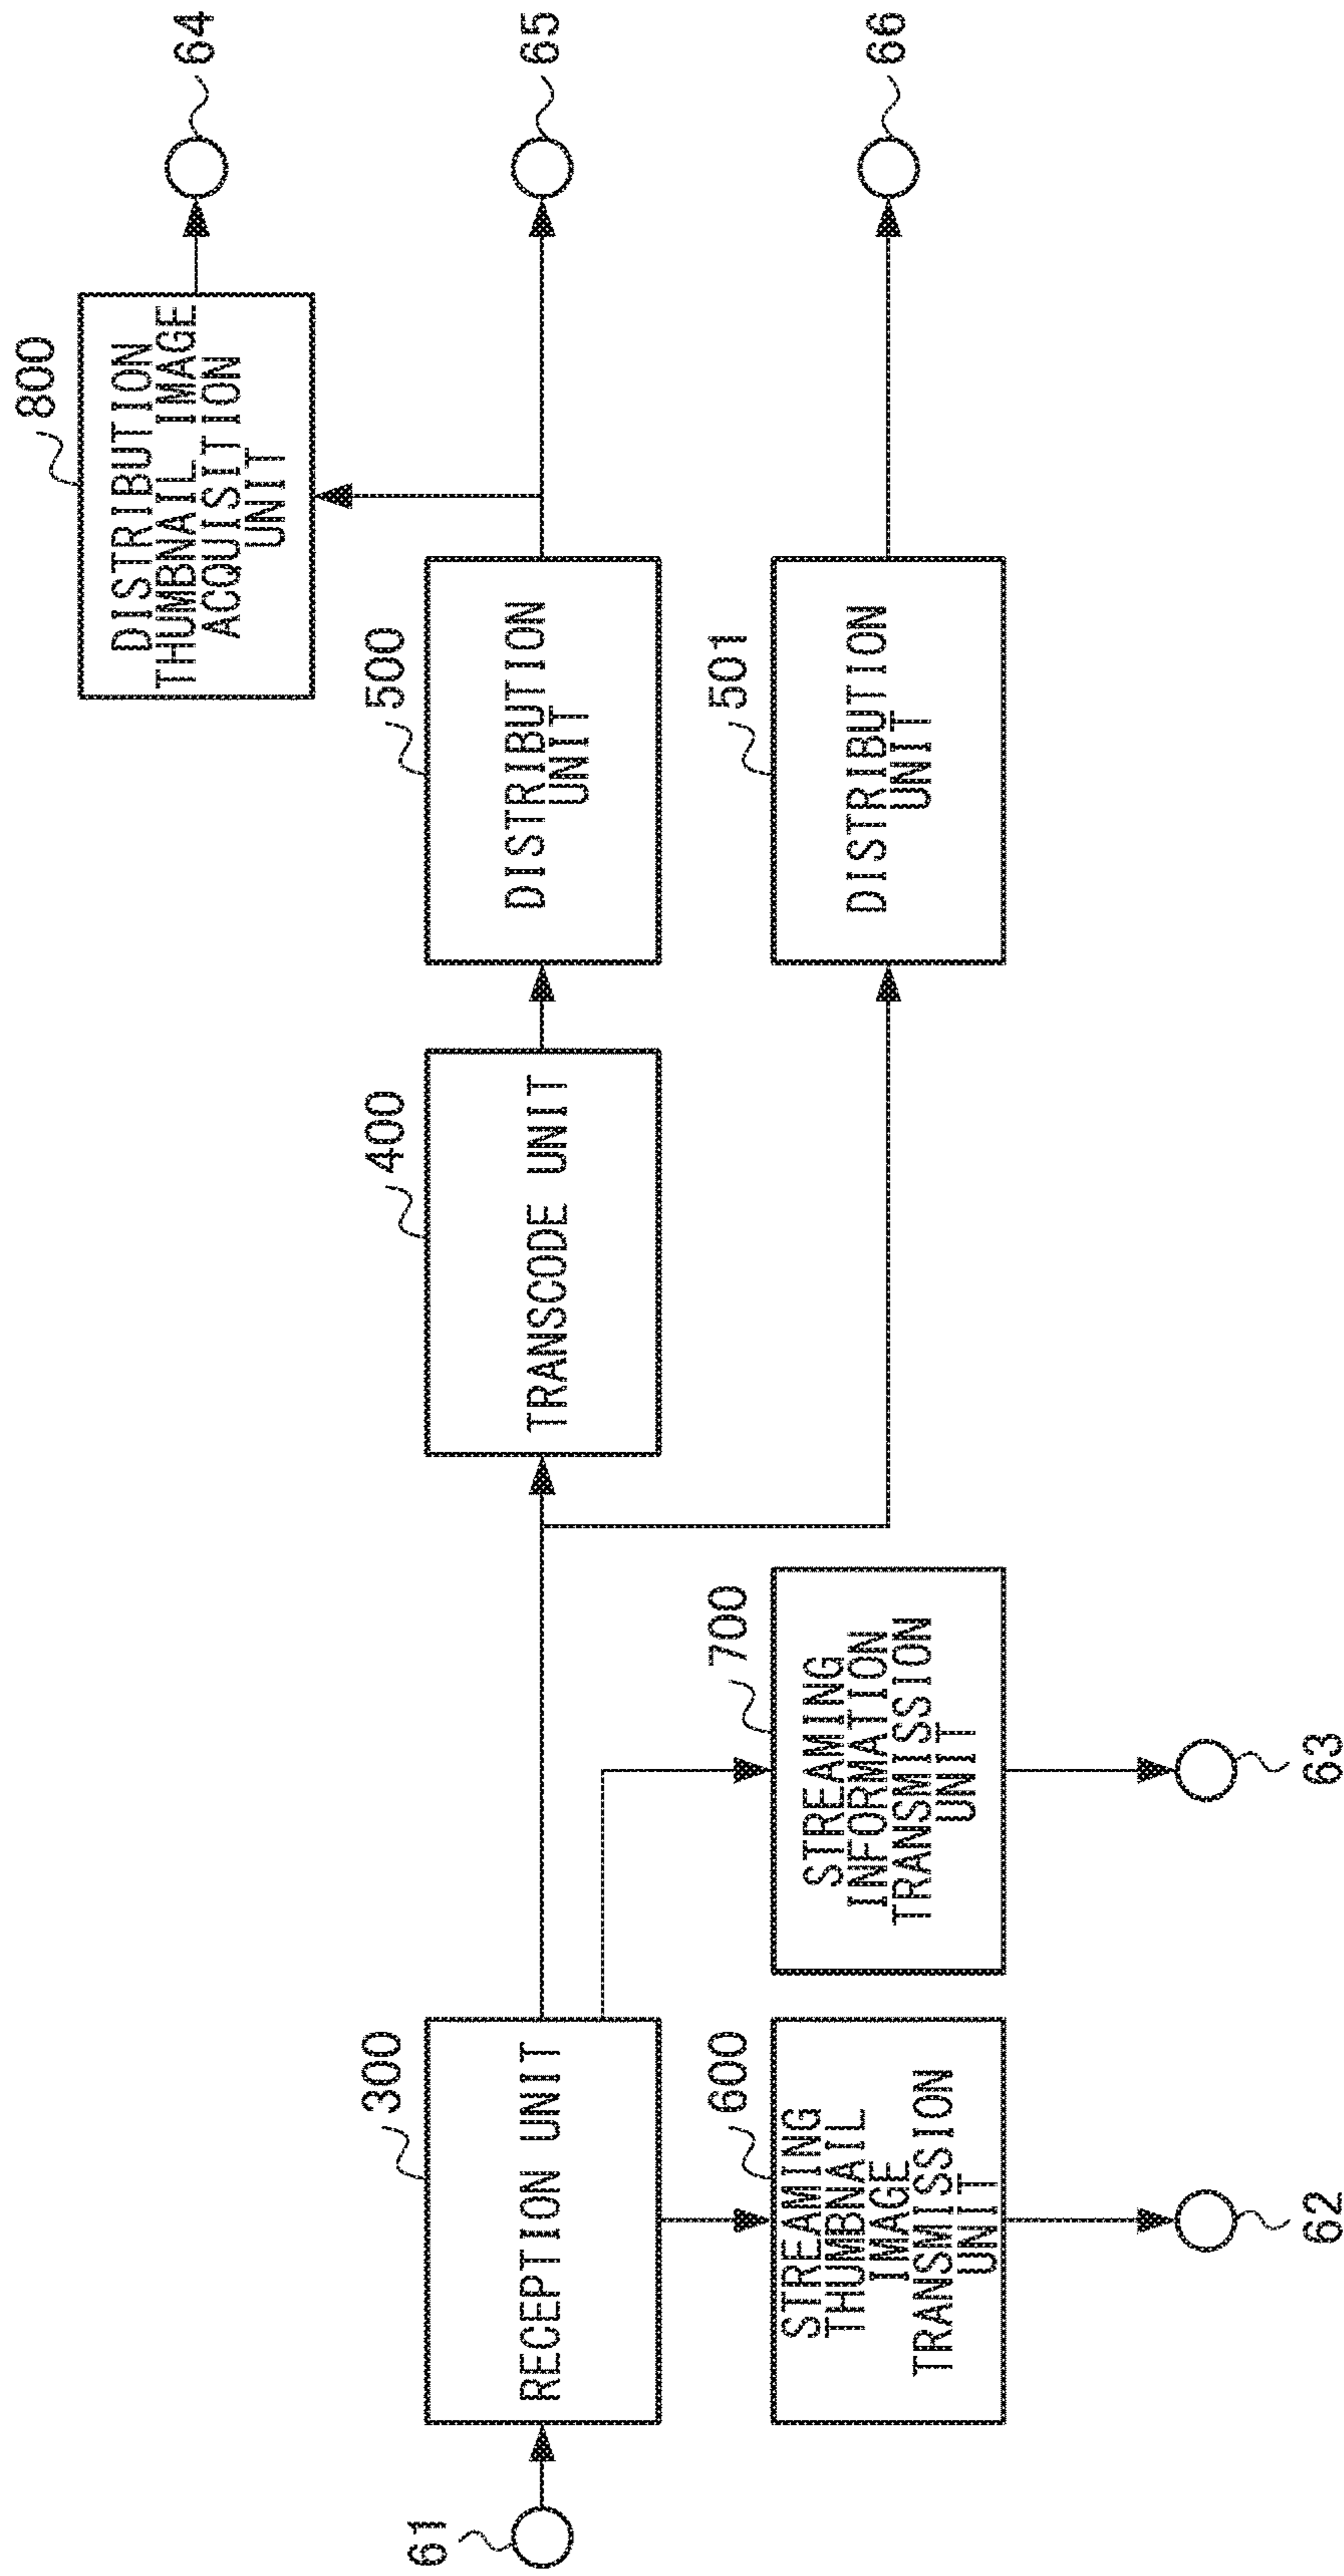 800
DISTRIBUTION
THUMBNAIL IMAGE
ACQUISITION
UNIT
64
300
RECEPTION UNIT
61
400
TRANSCODE UNIT
500
DISTRIBUTION
UNIT
65
600
STREAMING
THUMBNAIL
IMAGE
TRANSMISSION
UNIT
700
STREAMING
INFORMATION
TRANSMISSION
UNIT
501
DISTRIBUTION
UNIT
66
62
63